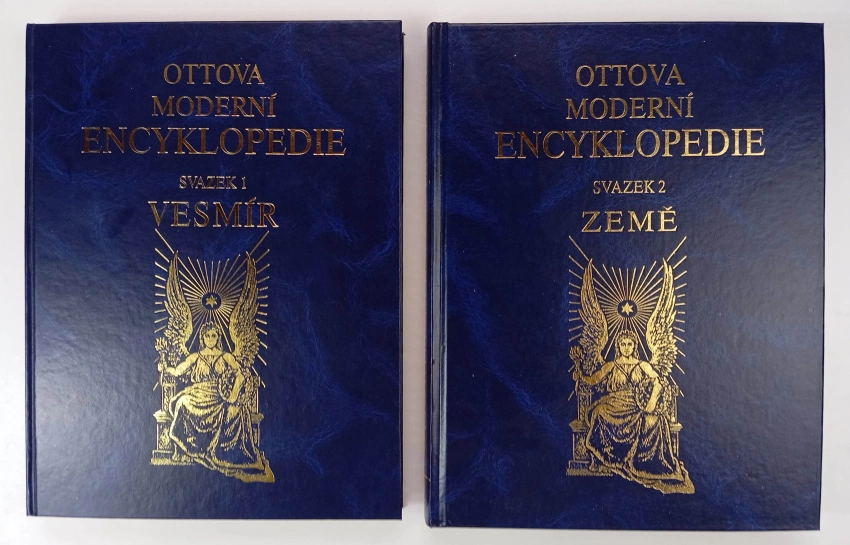 OTTOVA
MODERNÍ
ENCYKLOPEDIE
SVAZEK 1
VESMÍR
OTTOVA
MODERNÍ
ENCYKLOPEDIE
SVAZEK 2
ZEMĚ